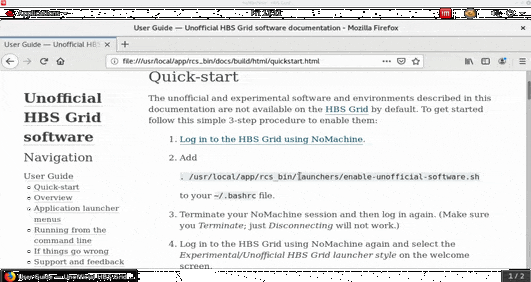 User Guide — Unofficial HBS Grid software documentation - Mozilla Firefox
User Guide — Unofficial HBS
file:///usr/local/app/rcs_bin/docs/build/html/quickstart.html
Quick-start
Unofficial
HBS Grid
software
Navigation
User Guide
Quick-start
Overview
Application launcher
menus
Running from the
command line
If things go wrong
Support and feedback
The unofficial and experimental software and environments described in this
documentation are not available on the HBS Grid by default. To get started
follow this simple 3-step procedure to enable them:
1. Log in to the HBS Grid using NoMachine.
2. Add
. /usr/local/app/rcs_bin/launchers/enable-unofficial-software.sh
to your ~/.bashrc file.
3. Terminate your NoMachine session and then log in again. (Make sure
you Terminate; just Disconnecting will not work.)
4. Log in to the HBS Grid using NoMachine again and select the
Experimental/Unofficial HBS Grid launcher style on the welcome
screen.
1 / 2